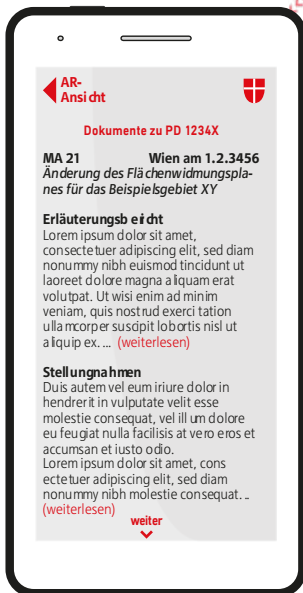 AR-
Ansicht
Dokumente zu PD 1234X
MA 21 Wien am 1.2.3456
Änderung des Flächenwidmungspla-
nes für das Beispielsgebiet XY
Erläuterungsbeicht
Lorem ipsum dolor sit amet,
consectetuer adipiscing elit, sed diam
nonummy nibh euismod tincidunt ut
laoreet dolore magna aliquam erat
volutpat. Ut wisi enim ad minim
veniam, quis nostrud exerci tation
ullamcorper suscipit lobortis nisl ut
aliquip ex. ... (weiterlesen)
Stellungnahmen
Duis autem vel eum iriure dolor in
hendrerit in vulputate velit esse
molestie consequat, vel illum dolore
eu feugiat nulla facilisis at vero eros et
accumsan et iusto odio.
Lorem ipsum dolor sit amet, cons
ectetuer adipiscing elit, sed diam
nonummy nibh molestie consequat. ..
(weiterlesen)
weiter